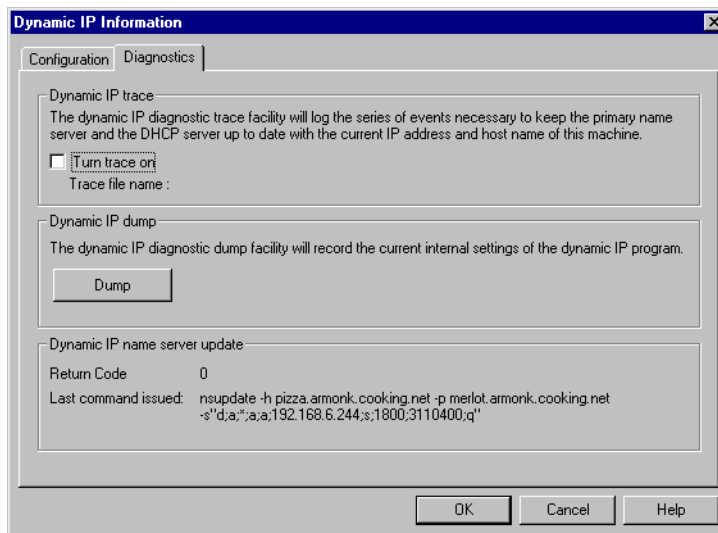 Dynamic IP Information
Configuration
Diagnostics
Dynamic IP trace
The dynamic IP diagnostic trace facility will log the series of events necessary to keep the primary name
server and the DHCP server up to date with the current IP address and host name of this machine.
Turn trace on
Trace file name :
Dynamic IP dump
The dynamic IP diagnostic dump facility will record the current internal settings of the dynamic IP program.
Dump
Dynamic IP name server update
Return Code 0
Last command issued: nsupdate -h pizza.armonk.cooking.net -p merlot.armonk.cooking.net
-s"d;a;*;a;a;192.168.6.244;s;1800;3110400;q"
OK
Cancel
Help